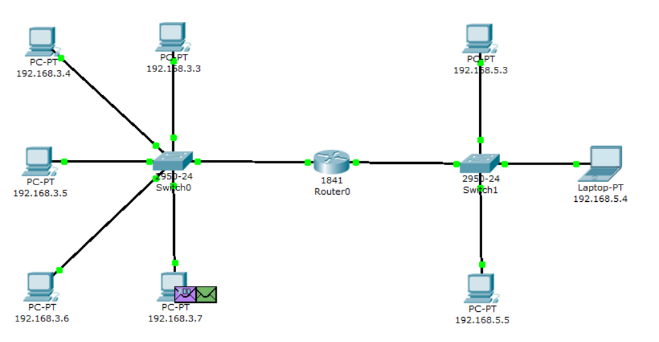 PC-PT
192.168.3.4
PC-PT
192.168.3.3
PC-PT
192.168.5.3
PC-PT
192.168.3.5
2950-24
Switch0
1841
Router0
2950-24
Switch1
Laptop-PT
192.168.5.4
PC-PT
192.168.3.6
PC-PT
192.168.3.7
PC-PT
192.168.5.5